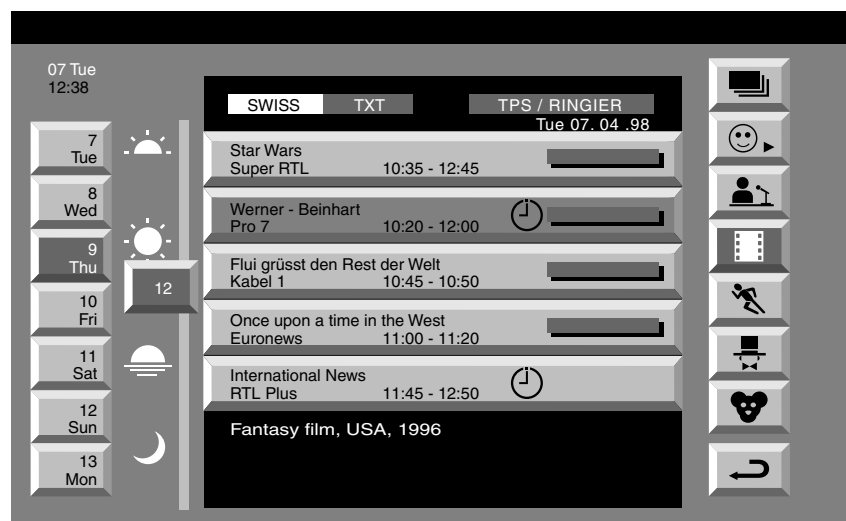 07 Tue
12:38
SWISS TXT TPS / RINGIER
Tue 07. 04 .98
7
Tue
8
Wed
9
Thu
10
Fri
11
Sat
12
Sun
13
Mon
12
Star Wars
Super RTL 10:35 - 12:45
Werner - Beinhart
Pro 7 10:20 - 12:00
Flui grüsst den Rest der Welt
Kabel 1 10:45 - 10:50
Once upon a time in the West
Euronews 11:00 - 11:20
International News
RTL Plus 11:45 - 12:50
Fantasy film, USA, 1996